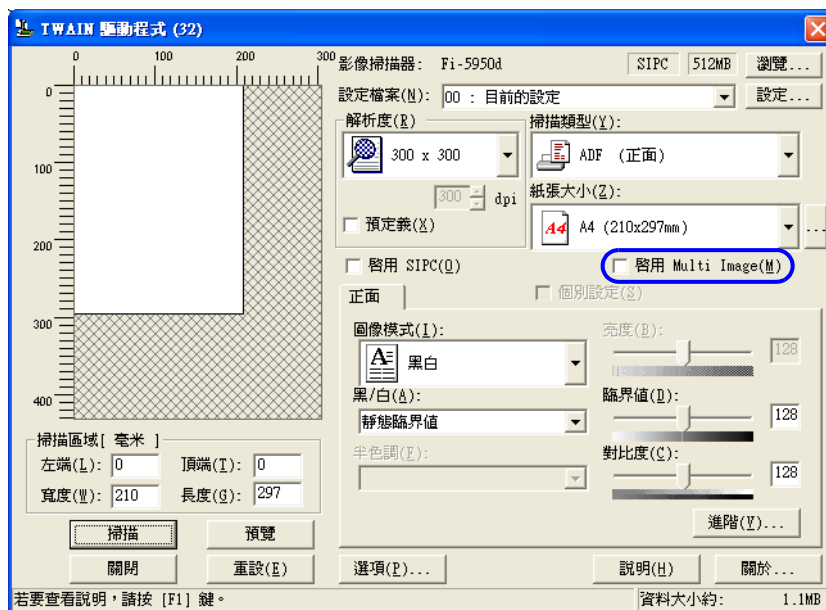 TWAIN 驅動程式 (32)
0 100 200 300
0
100
200
300
400
影像掃描器: Fi-5950d SIPC 512MB 瀏覽...
設定檔案(N): 00 : 目前的設定 設定...
解析度(R)
300 x 300
300 dpi
預定義(X)
掃描類型(Y):
ADF (正面)
紙張大小(Z):
A4 A4 (210x297mm) ...
啟用 SIPC(Q) 啟用 Multi Image(M)
正面 個別設定(S)
圖像模式(I):
A 黑白
黑/白(A):
靜態臨界值
半色調(F):
亮度(B):
128
臨界值(D):
128
對比度(C):
128
進階(V)...
掃描區域[ 毫米 ]
左端(L): 0 頂端(T): 0
寬度(W): 210 長度(G): 297
掃描 預覽
關閉 重設(E) 選項(P)... 說明(H) 關於...
若要查看說明，請按 [F1] 鍵。 資料大小約: 1.1MB